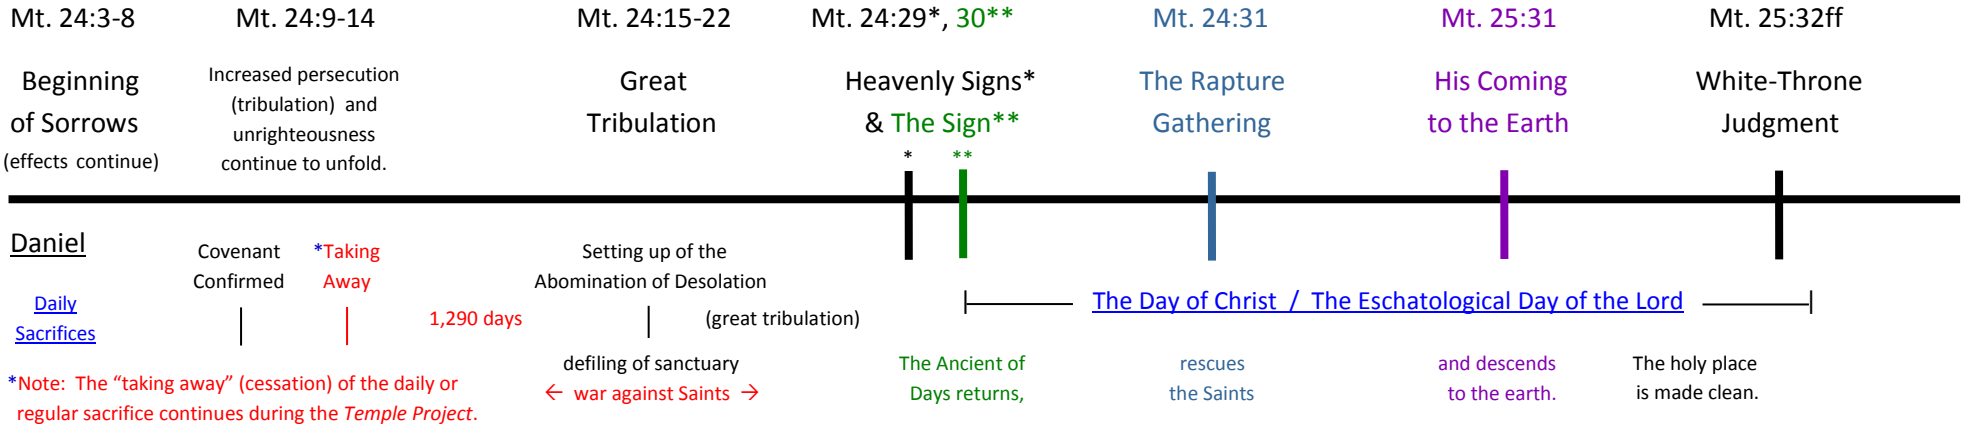 Mt. 24:3-8
Mt. 24:9-14
Mt. 24:15-22
Mt. 24:29*, 30**
Mt. 24:31
Mt. 25:31
Mt. 25:32ff
Beginning
of Sorrows
(effects continue)
Increased persecution
(tribulation) and
unrighteousness
continue to unfold.
Great
Tribulation
Heavenly Signs*
& The Sign**
* **
The Rapture
Gathering
His Coming
to the Earth
White-Throne
Judgment
Daniel
Daily
Sacrifices
Covenant
Confirmed
*Taking
Away
1,290 days
Setting up of the
Abomination of Desolation
(great tribulation)
The Day of Christ / The Eschatological Day of the Lord
*Note: The “taking away” (cessation) of the daily or
regular sacrifice continues during the Temple Project.
defiling of sanctuary
← war against Saints →
The Ancient of
Days returns,
rescues
the Saints
and descends
to the earth.
The holy place
is made clean.